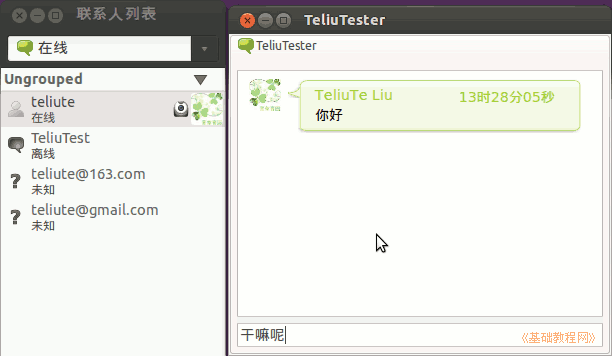 联系人列表
在线
Ungrouped
teliute
在线
TeliuTest
离线
teliute@163.com
未知
teliute@gmail.com
未知
TeliuTester
TeliuTester
TeliuTe Liu 13时28分05秒
你好
干嘛呢
《基础教程网》